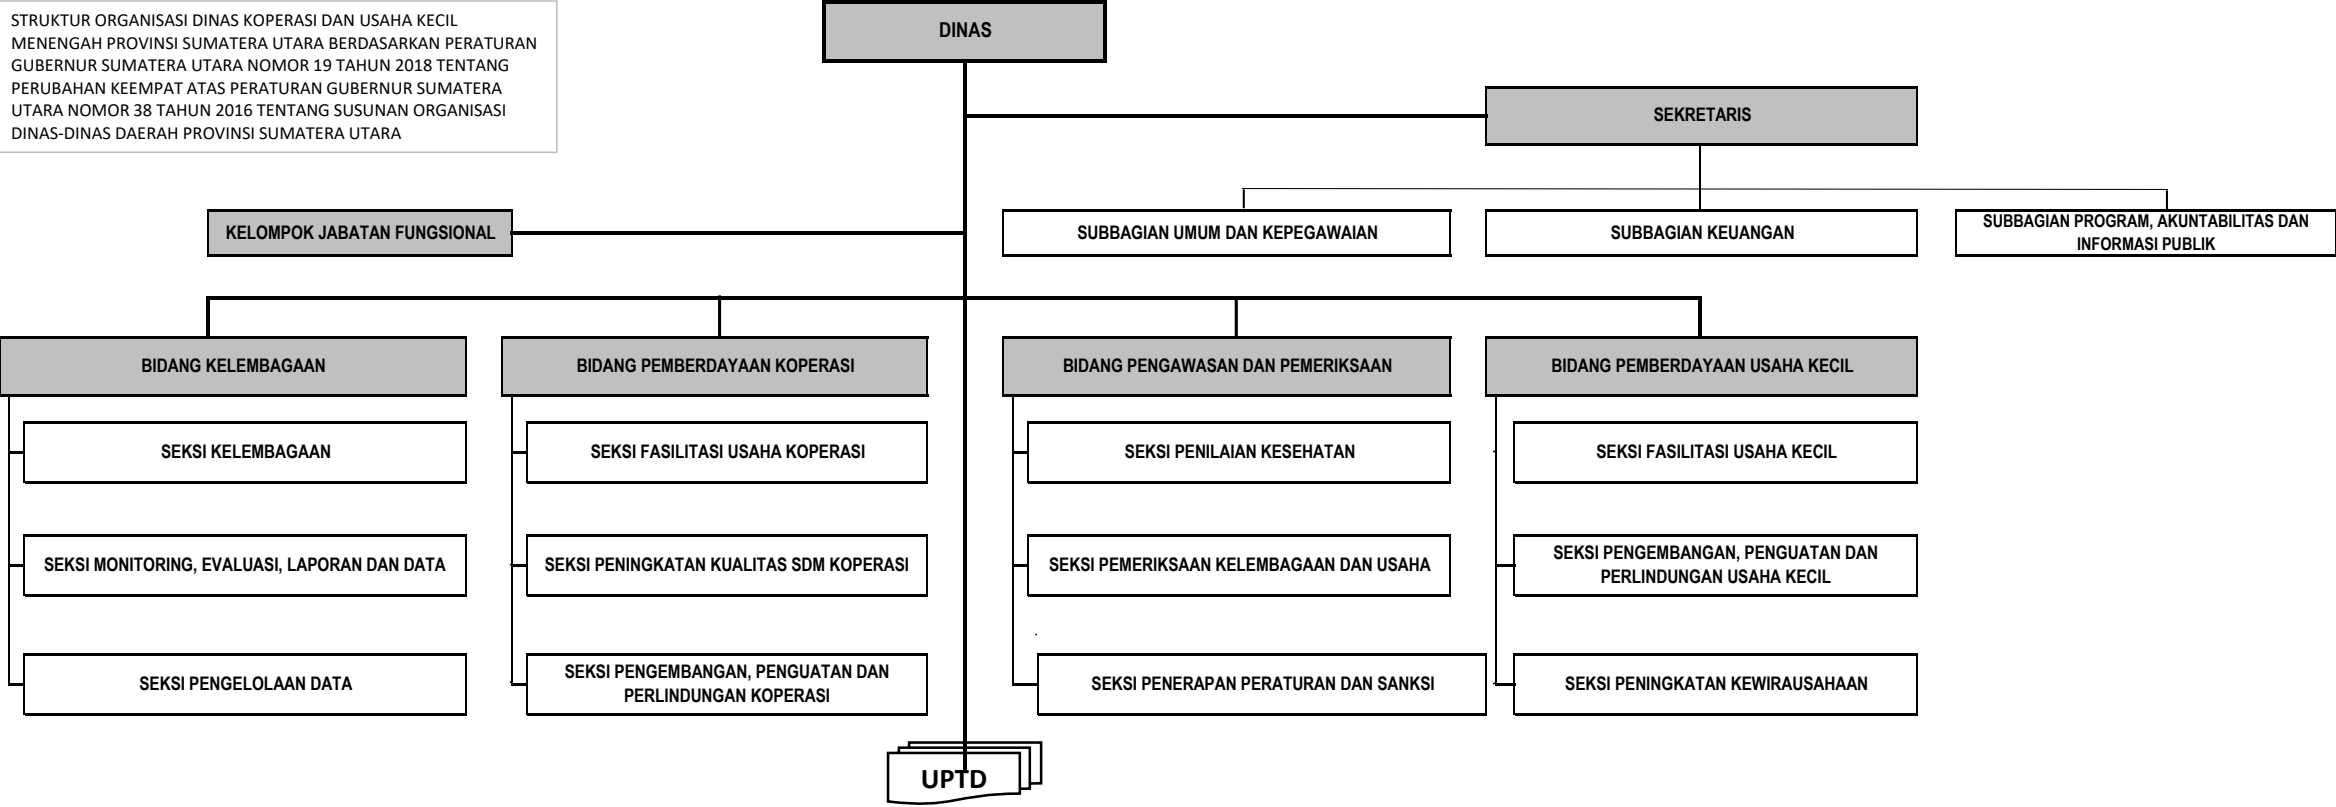 STRUKTUR ORGANISASI DINAS KOPERASI DAN USAHA KECIL
MENENGAH PROVINSI SUMATERA UTARA BERDASARKAN PERATURAN
GUBERNUR SUMATERA UTARA NOMOR 19 TAHUN 2018 TENTANG
PERUBAHAN KEEMPAT ATAS PERATURAN GUBERNUR SUMATERA
UTARA NOMOR 38 TAHUN 2016 TENTANG SUSUNAN ORGANISASI
DINAS-DINAS DAERAH PROVINSI SUMATERA UTARA
DINAS
SEKRETARIS
KELOMPOK JABATAN FUNGSIONAL
SUBBAGIAN UMUM DAN KEPEGAWAIAN
SUBBAGIAN KEUANGAN
SUBBAGIAN PROGRAM, AKUNTABILITAS DAN
INFORMASI PUBLIK
BIDANG KELEMBAGAAN
BIDANG PEMBERDAYAAN KOPERASI
BIDANG PENGAWASAN DAN PEMERIKSAAN
BIDANG PEMBERDAYAAN USAHA KECIL
SEKSI KELEMBAGAAN
SEKSI FASILITASI USAHA KOPERASI
SEKSI PENILAIAN KESEHATAN
SEKSI FASILITASI USAHA KECIL
SEKSI MONITORING, EVALUASI, LAPORAN DAN DATA
SEKSI PENINGKATAN KUALITAS SDM KOPERASI
SEKSI PEMERIKSAAN KELEMBAGAAN DAN USAHA
SEKSI PENGEMBANGAN, PENGUATAN DAN
PERLINDUNGAN USAHA KECIL
SEKSI PENGELOLAAN DATA
SEKSI PENGEMBANGAN, PENGUATAN DAN
PERLINDUNGAN KOPERASI
SEKSI PENERAPAN PERATURAN DAN SANKSI
SEKSI PENINGKATAN KEWIRAUSAHAAN
UPTD